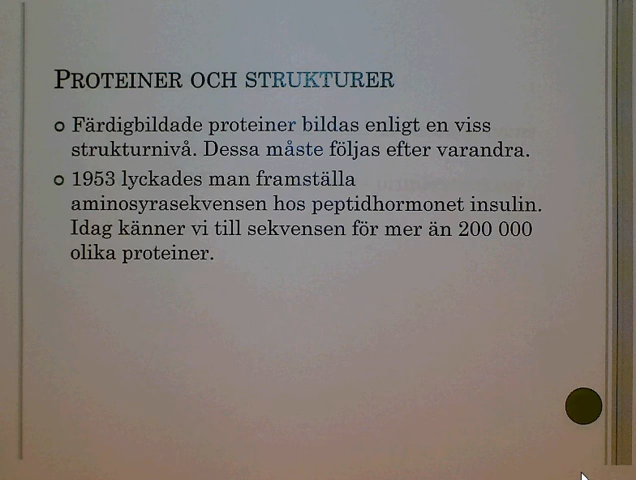 PROTEINER OCH STRUKTURER
Färdigbildade proteiner bildas enligt en viss
strukturnivå. Dessa måste följas efter varandra.
1953 lyckades man framställa
aminosyrasekvensen hos peptidhormonet insulin.
Idag känner vi till sekvensen för mer än 200 000
olika proteiner.